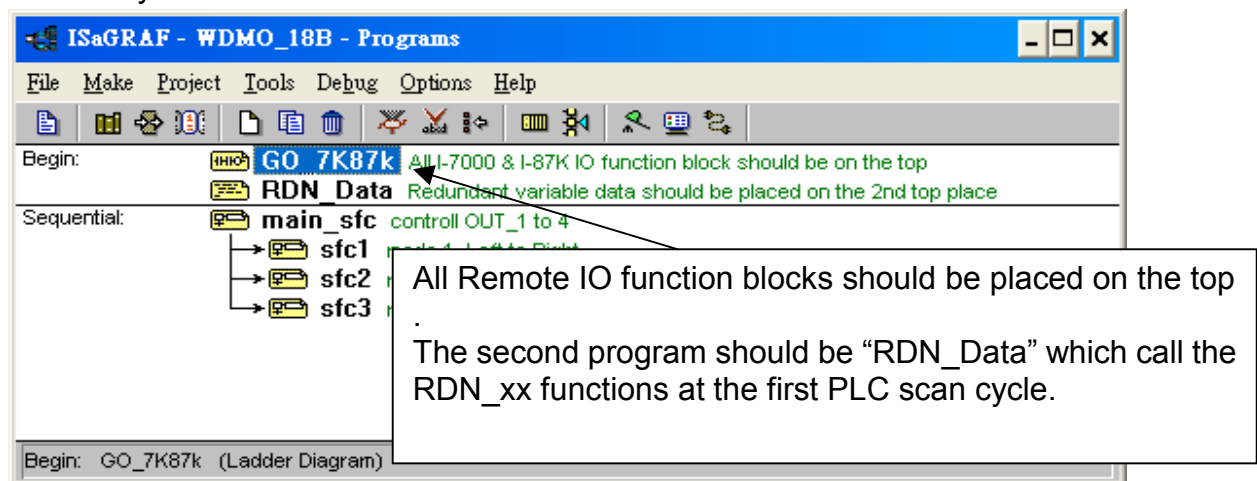 ISaGRAF - WDMO_18B - Programs
File Make Project Tools Debug Options Help
Begin: GO_7K87k All I-7000 & I-87K IO function block should be on the top
RDN_Data Redundant variable data should be placed on the 2nd top place
Sequential: main_sfc controll OUT_1 to 4
sfc1
sfc2
sfc3
All Remote IO function blocks should be placed on the top
.
The second program should be “RDN_Data” which call the
RDN_xx functions at the first PLC scan cycle.
Begin: GO_7K87k (Ladder Diagram)